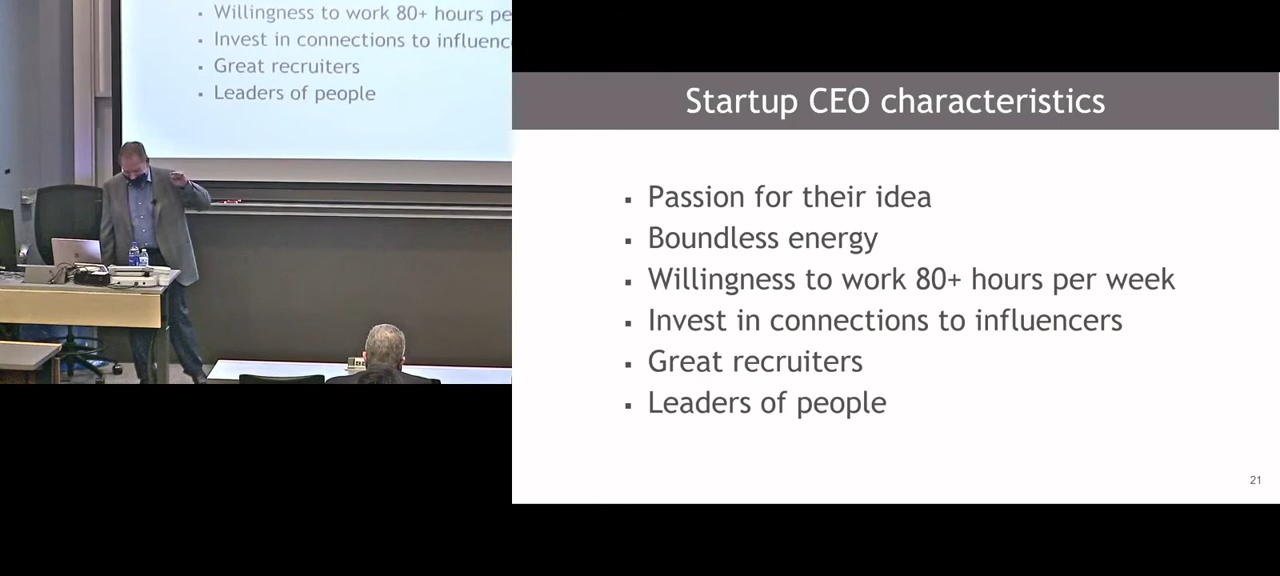 Willingness to work 80+ hours pe
Invest in connections to influenc
Great recruiters
Leaders of people
Startup CEO characteristics
Passion for their idea
Boundless energy
Willingness to work 80+ hours per week
Invest in connections to influencers
Great recruiters
Leaders of people
21